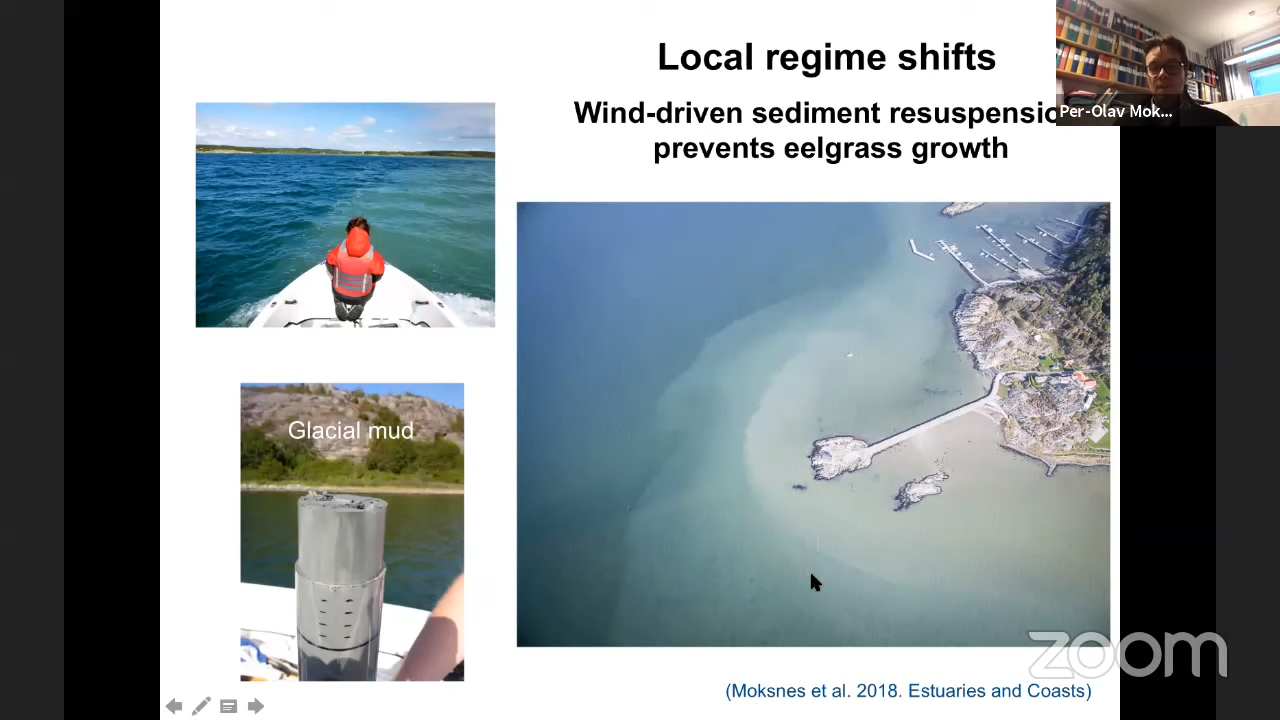 Local regime shifts
Wind-driven sediment resuspensio
prevents eelgrass growth
Per-Olav Mok...
Glacial mud
zoom
(Moksnes et al. 2018. Estuaries and Coasts)